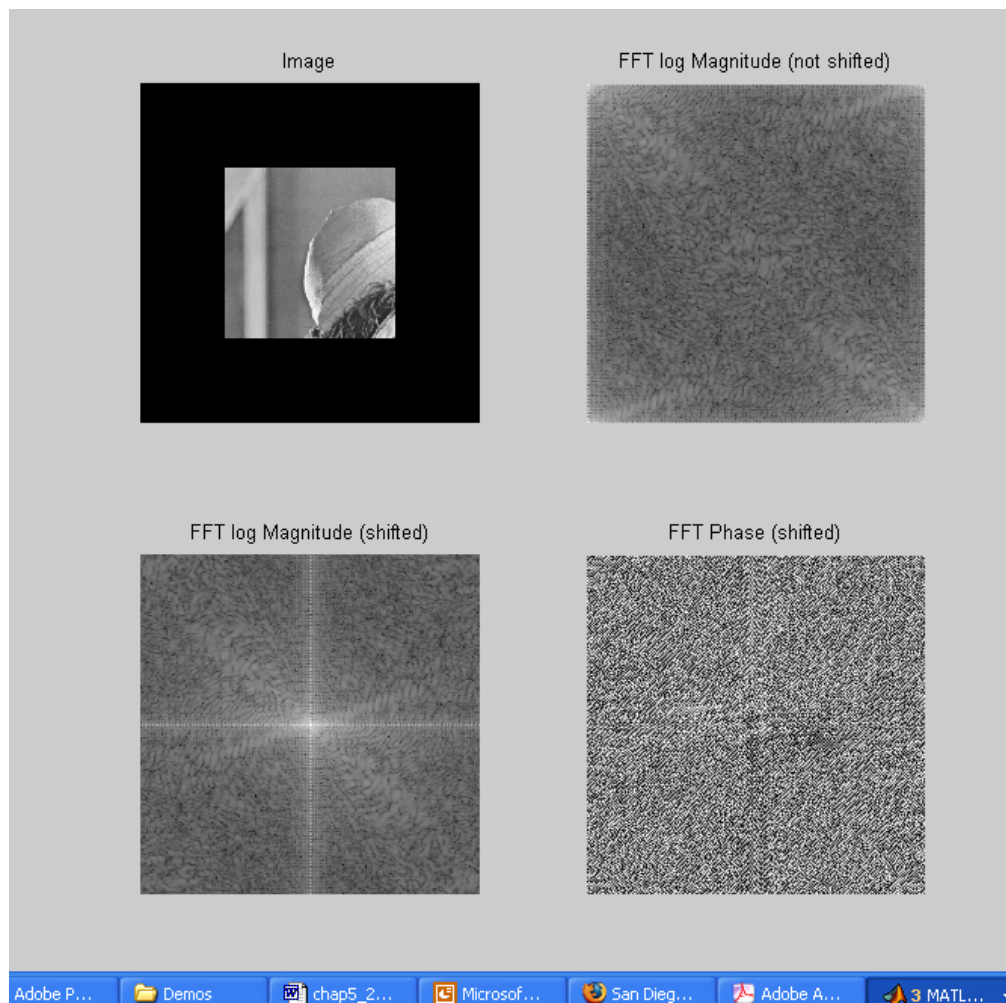 Image
FFT log Magnitude (not shifted)
FFT log Magnitude (shifted)
FFT Phase (shifted)
Adobe P...
Demos
chap5_2...
Microsof...
San Dieg...
Adobe A...
3 MATL...